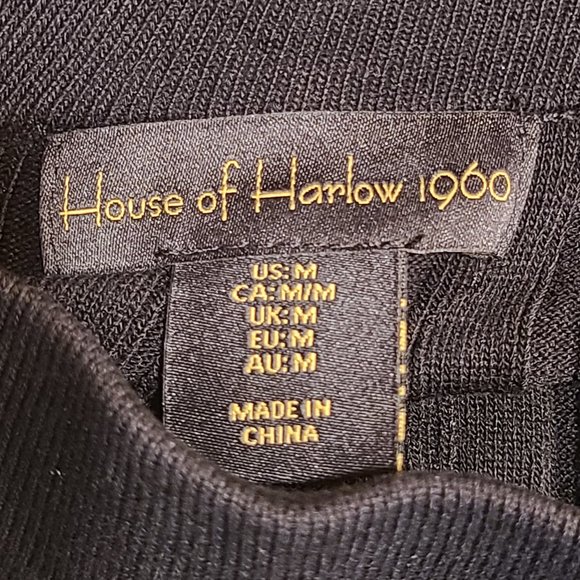 House of Harlow 1960
US: M
CA: M/M
UK: M
EU: M
AU: M
MADE IN
CHINA